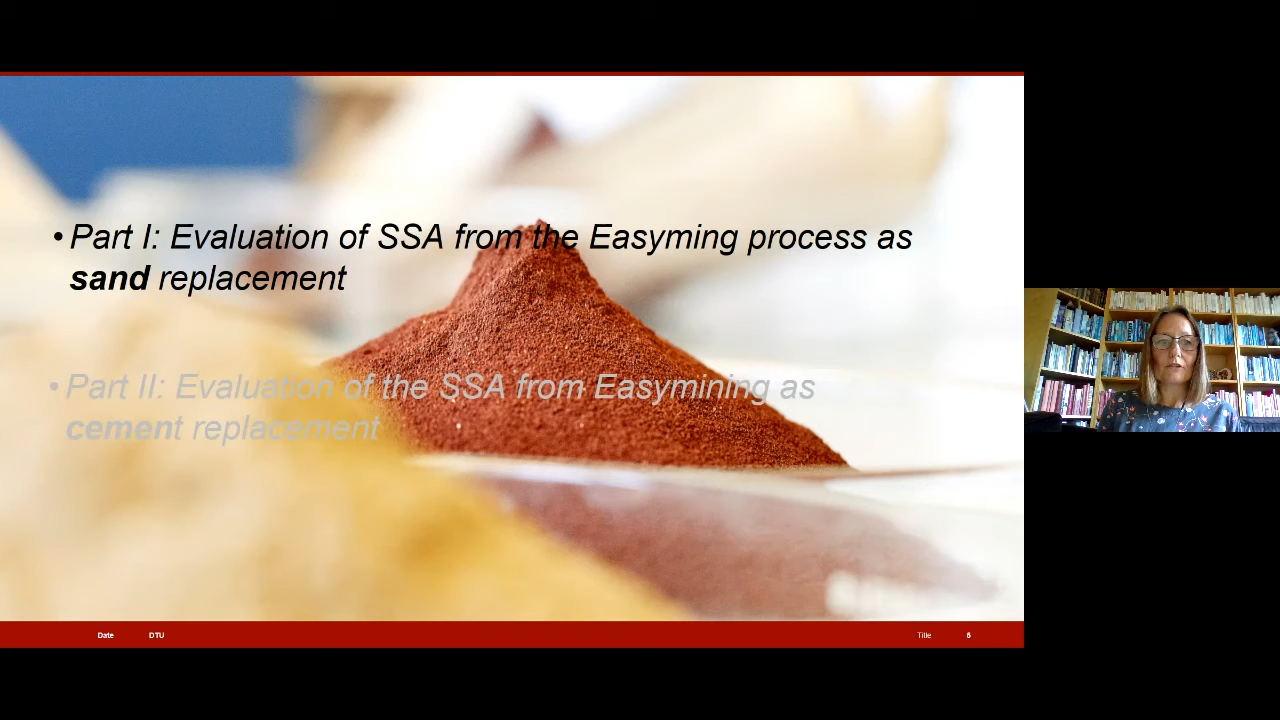 • Part I: Evaluation of SSA from the Easyming process as
sand replacement
• Part II: Evaluation of the SSA from Easymining as
cement replacement
Date DTU Title 5